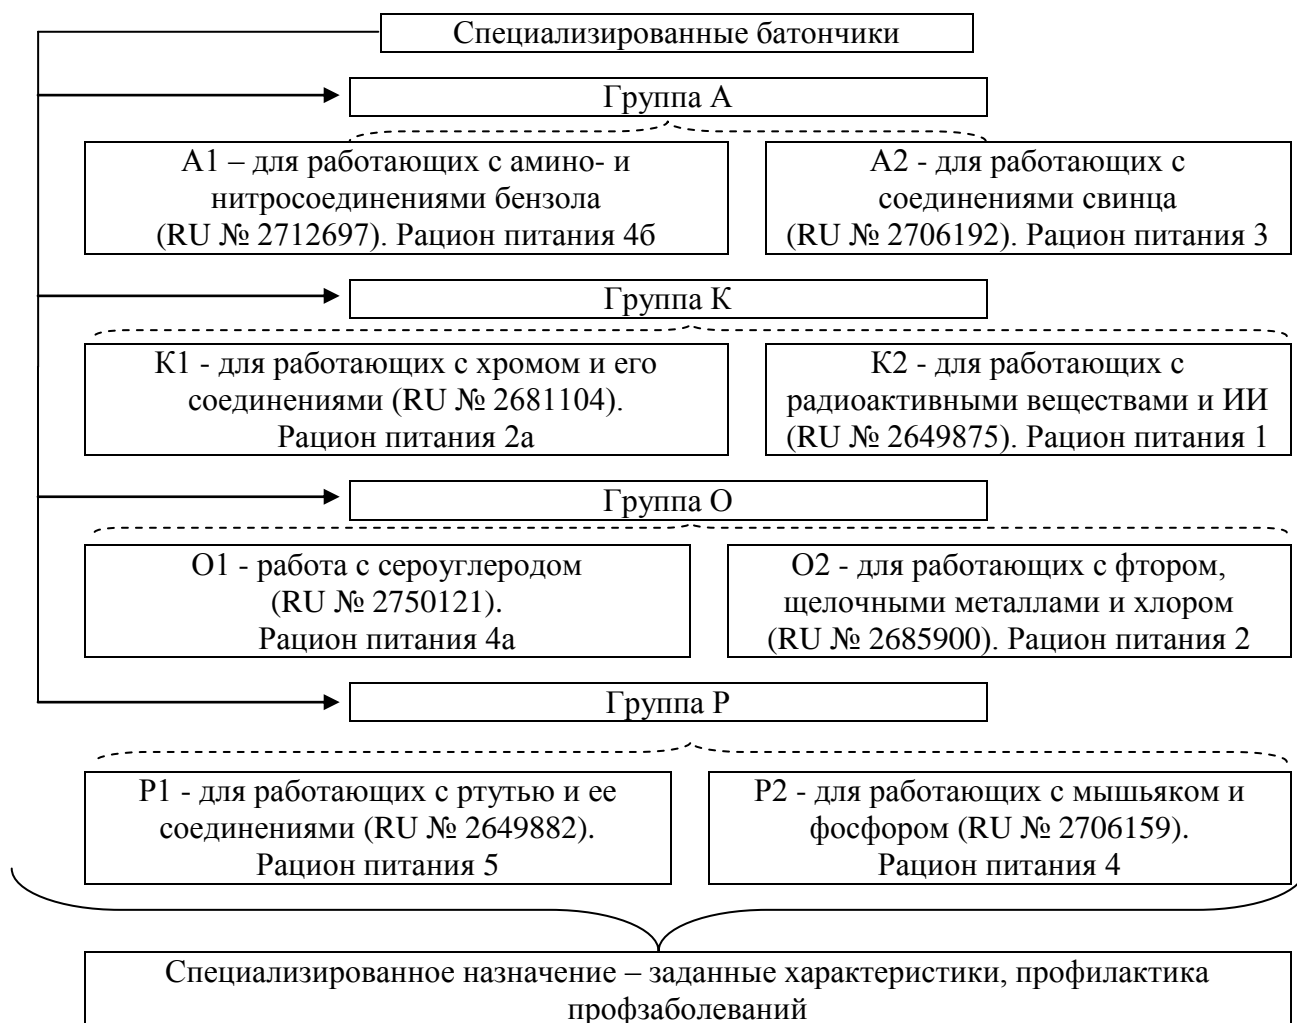 Специализированные батончики
Группа А
А1 – для работающих с амино- и
нитросоединениями бензола
(RU № 2712697). Рацион питания 4б
А2 - для работающих с
соединениями свинца
(RU № 2706192). Рацион питания 3
Группа К
К1 - для работающих с хромом и его
соединениями (RU № 2681104).
Рацион питания 2а
К2 - для работающих с
радиоактивными веществами и ИИ
(RU № 2649875). Рацион питания 1
Группа О
О1 - работа с сероуглеродом
(RU № 2750121).
Рацион питания 4а
О2 - для работающих с фтором,
щелочными металлами и хлором
(RU № 2685900). Рацион питания 2
Группа Р
Р1 - для работающих с ртутью и ее
соединениями (RU № 2649882).
Рацион питания 5
Р2 - для работающих с мышьяком и
фосфором (RU № 2706159).
Рацион питания 4
Специализированное назначение – заданные характеристики, профилактика
профзаболеваний